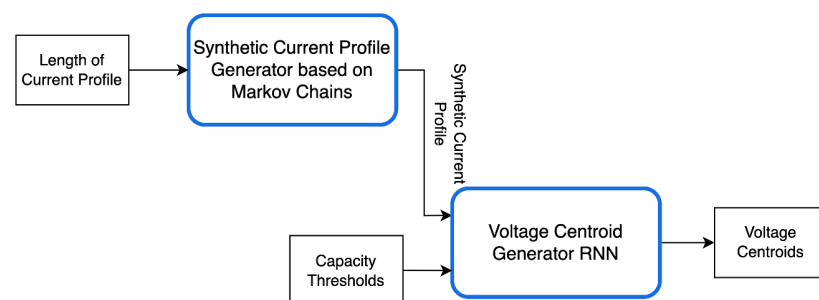 Length of
Current Profile
Synthetic Current Profile
Generator based on
Markov Chains
Synthetic Current
Profile
Capacity
Thresholds
Voltage Centroid
Generator RNN
Voltage
Centroids